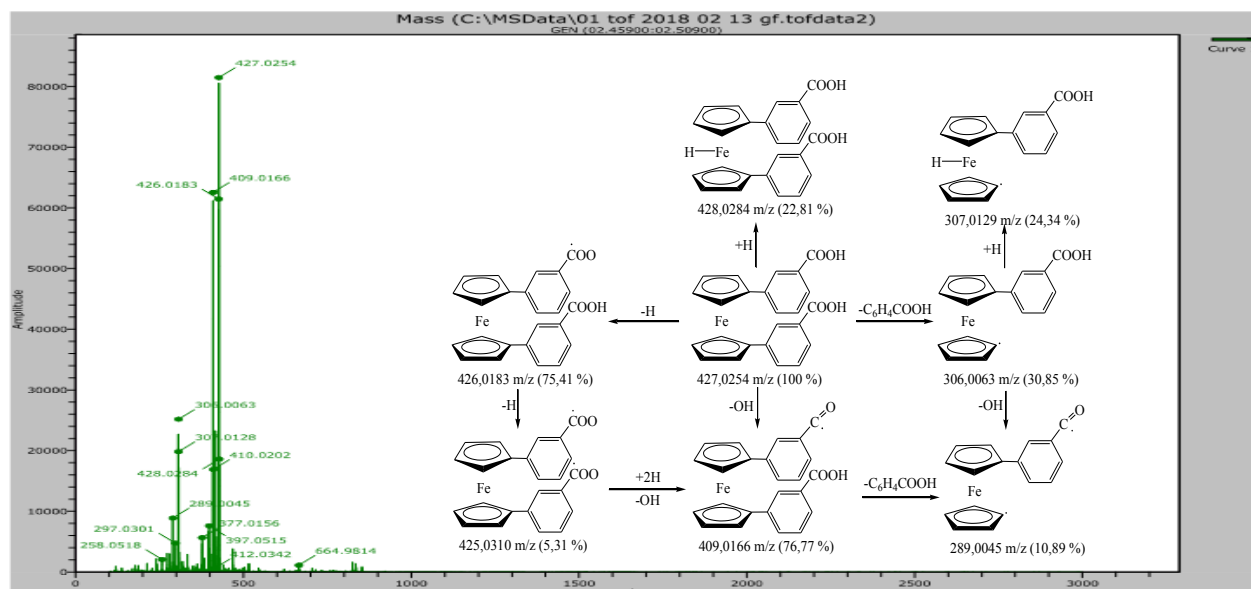 Mass (C:\MSData\01 tof 2018 02 13 gf.tofdata2)
GEN (02.45900:02.50900)
Curve
Amplitude
80000
70000
60000
50000
40000
30000
20000
10000
0
0
500
1000
1500
2000
2500
3000
427.0254
426.0183
409.0166
306.0063
428.0284
410.0202
289.0045
297.0301
377.0156
397.0515
258.0518
412.0342
664.9814
COOH
COOH
H—Fe
428,0284 m/z (22,81 %)
COOH
H—Fe
307,0129 m/z (24,34 %)
+H
+H
COO
COOH
Fe
426,0183 m/z (75,41 %)
-H
COOH
COOH
Fe
427,0254 m/z (100 %)
-C6H4COOH
COOH
Fe
306,0063 m/z (30,85 %)
-H
-OH
-OH
COO
COO
Fe
425,0310 m/z (5,31 %)
+2H
-OH
O
C
COOH
Fe
409,0166 m/z (76,77 %)
-C6H4COOH
O
C
Fe
289,0045 m/z (10,89 %)